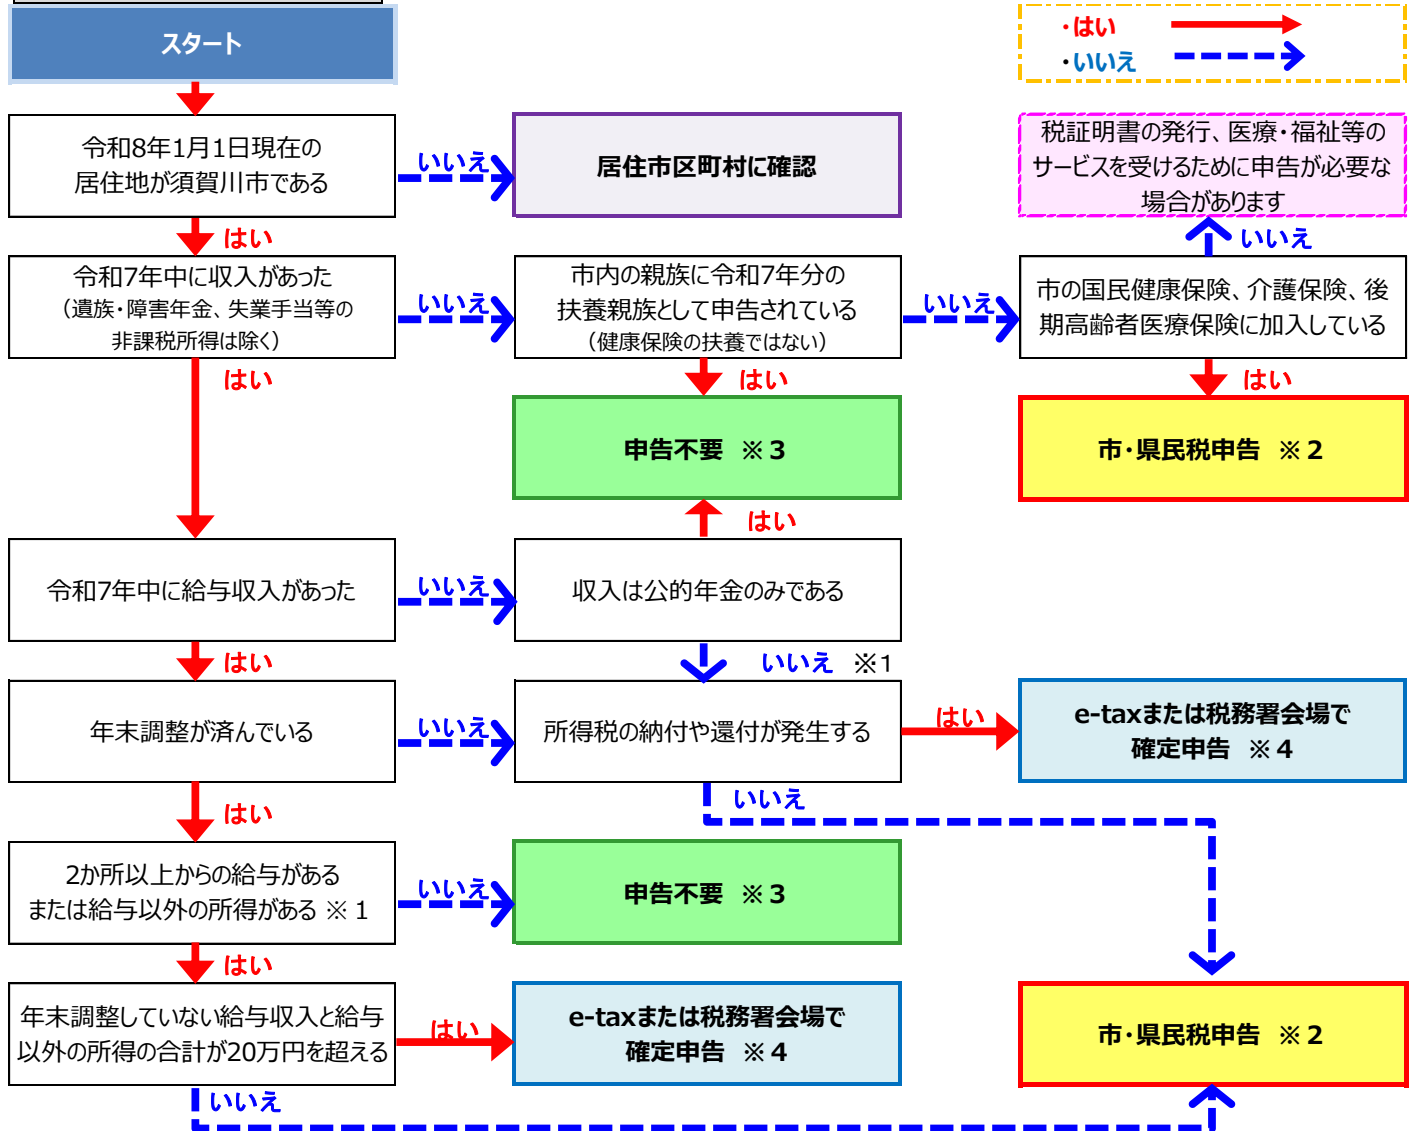 スタート
・はい
・いいえ
令和8年1月1日現在の
居住地が須賀川市である
いいえ
居住市区町村に確認
税証明書の発行、医療・福祉等の
サービスを受けるために申告が必要な
場合があります
はい
いいえ
令和7年中に収入があった
（遺族・障害年金、失業手当等の
非課税所得は除く）
いいえ
市内の親族に令和7年分の
扶養親族として申告されている
（健康保険の扶養ではない）
いいえ
市の国民健康保険、介護保険、後
期高齢者医療保険に加入している
はい
はい
はい
申告不要　※３
市・県民税申告　※２
はい
令和7年中に給与収入があった
いいえ
収入は公的年金のみである
はい
いいえ ※1
年末調整が済んでいる
いいえ
所得税の納付や還付が発生する
はい
e-taxまたは税務署会場で
確定申告　※４
はい
いいえ
2か所以上からの給与がある
または給与以外の所得がある ※１
いいえ
申告不要　※３
はい
年末調整していない給与収入と給与
以外の所得の合計が20万円を超える
はい
e-taxまたは税務署会場で
確定申告　※４
市・県民税申告　※２
いいえ